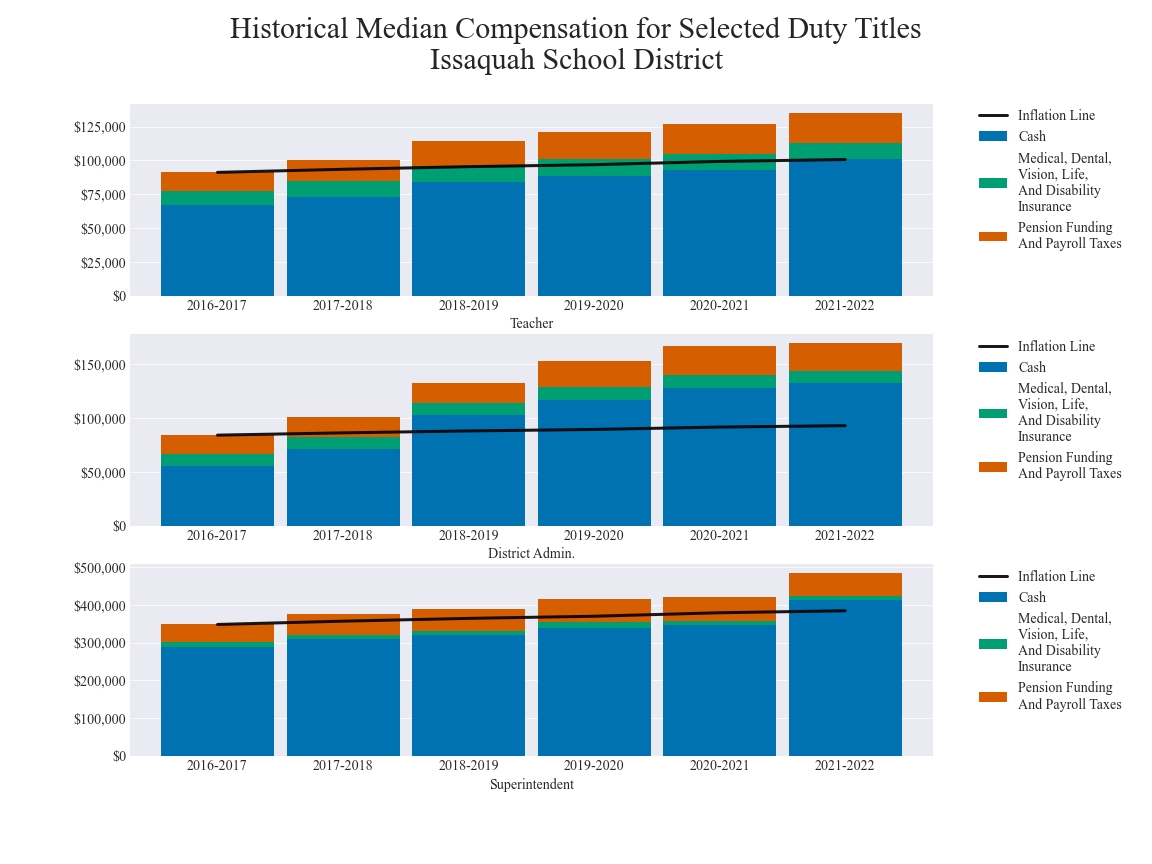 Historical Median Compensation for Selected Duty Titles
Issaquah School District
$125,000
$100,000
$75,000
$50,000
$25,000
$0
2016-2017 2017-2018 2018-2019 2019-2020 2020-2021 2021-2022
Teacher
Inflation Line
Cash
Medical, Dental,
Vision, Life,
And Disability
Insurance
Pension Funding
And Payroll Taxes
$150,000
$100,000
$50,000
$0
2016-2017 2017-2018 2018-2019 2019-2020 2020-2021 2021-2022
District Admin.
Inflation Line
Cash
Medical, Dental,
Vision, Life,
And Disability
Insurance
Pension Funding
And Payroll Taxes
$500,000
$400,000
$300,000
$200,000
$100,000
$0
2016-2017 2017-2018 2018-2019 2019-2020 2020-2021 2021-2022
Superintendent
Inflation Line
Cash
Medical, Dental,
Vision, Life,
And Disability
Insurance
Pension Funding
And Payroll Taxes